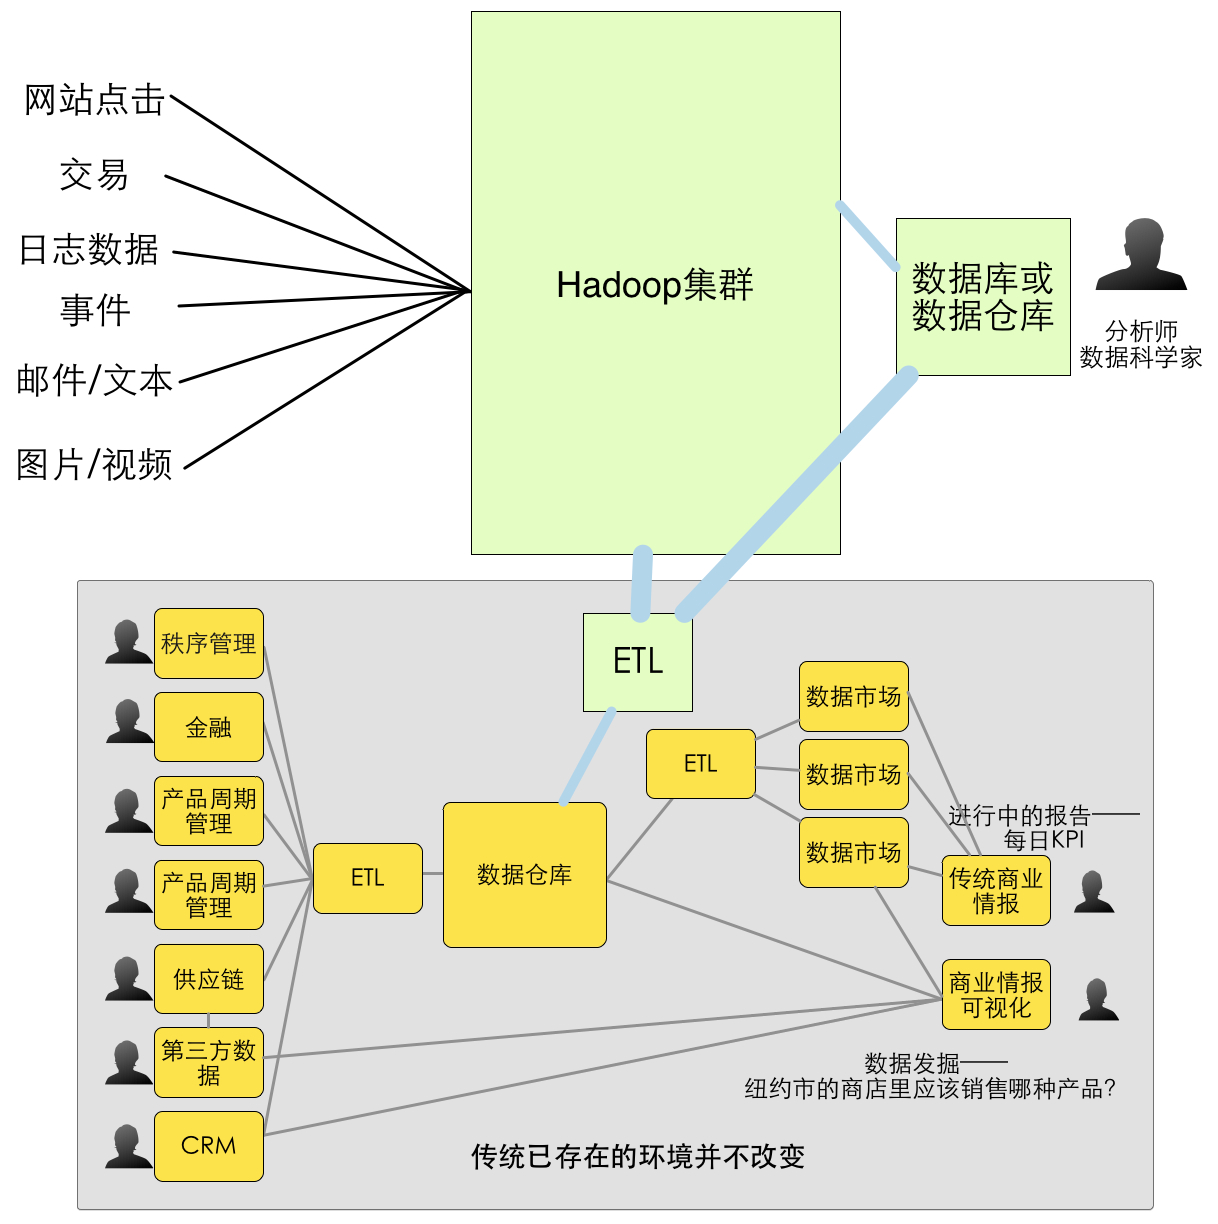 网站点击
交易
日志数据
事件
邮件/文本
图片/视频
Hadoop集群
数据库或
数据仓库
分析师
数据科学家
ETL
秩序管理
金融
产品周期
管理
产品周期
管理
供应链
第三方数
据
CRM
ETL
数据仓库
ETL
数据市场
数据市场
数据市场
进行中的报告——
每日KPI
传统商业
情报
商业情报
可视化
数据发掘——
纽约市的商店里应该销售哪种产品?
传统已存在的环境并不改变